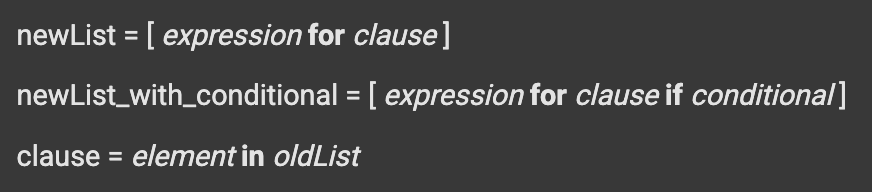 newList = [ expression for clause ]
newList_with_conditional = [ expression for clause if conditional ]
clause = element in oldList